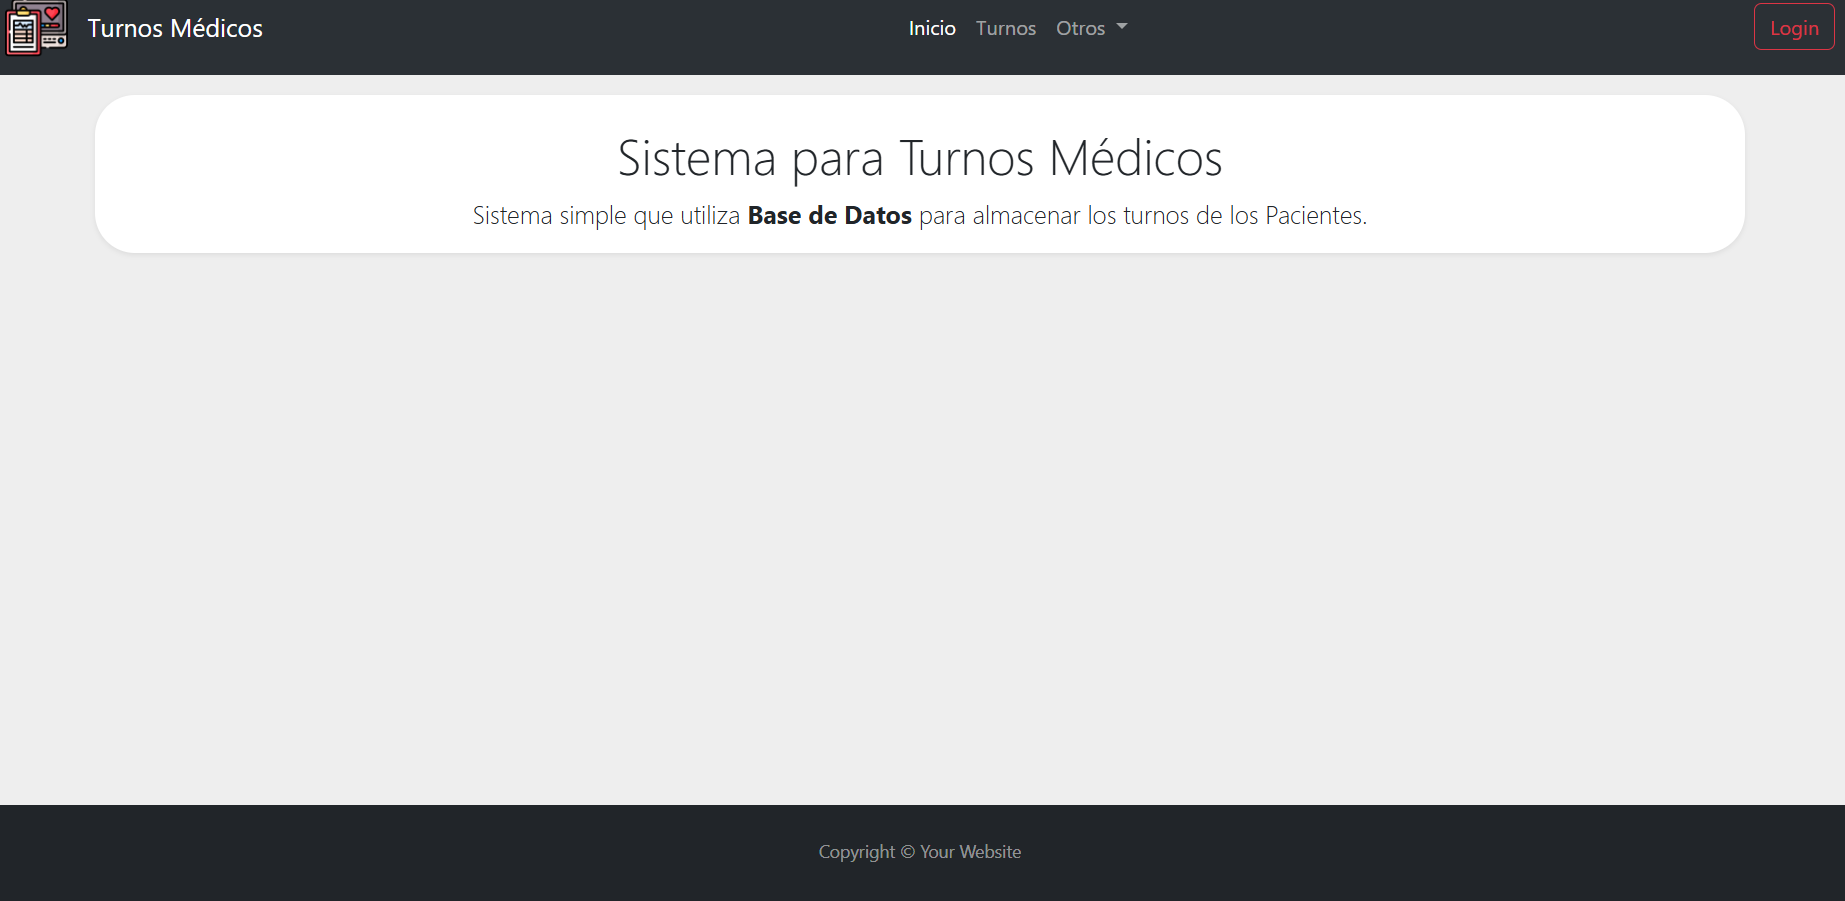 Turnos Médicos
Inicio Turnos Otros
Login
Sistema para Turnos Médicos
Sistema simple que utiliza Base de Datos para almacenar los turnos de los Pacientes.
Copyright © Your Website